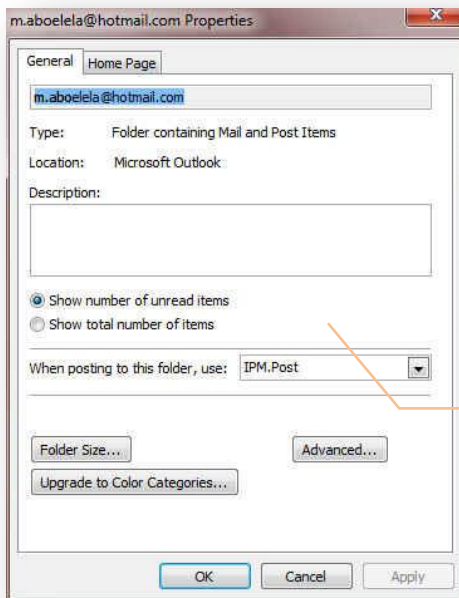 m.aboelela@hotmail.com Properties
General Home Page
m.aboelela@hotmail.com
Type: Folder containing Mail and Post Items
Location: Microsoft Outlook
Description:
Show number of unread items
Show total number of items
When posting to this folder, use: IPM.Post
Folder Size... Advanced...
Upgrade to Color Categories...
OK Cancel Apply